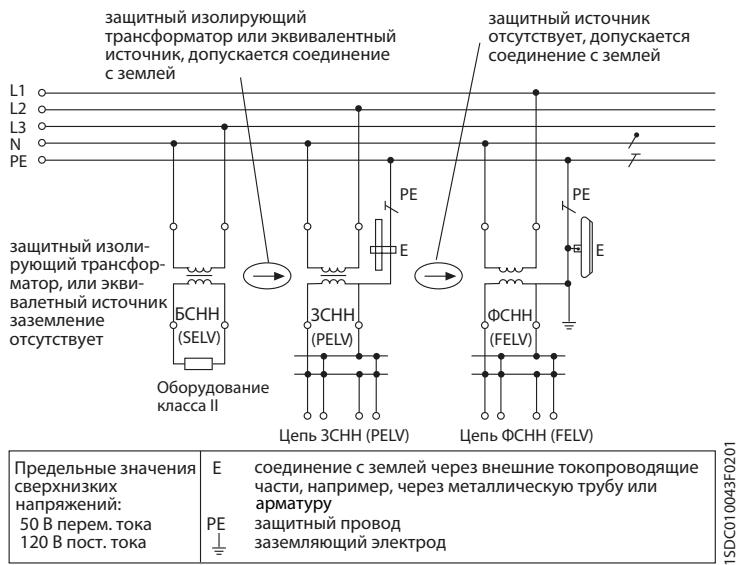 защитный изолирующий
трансформатор или эквивалентный
источник, допускается соединение
с землей
защитный источник
отсутствует, допускается
соединение с землей
L1
L2
L3
N
PE
PE
PE
E
E
защитный изоли-
рующий трансфор-
матор, или экви-
валетный источник
заземление
отсутствует
БСНН
(SELV)
ЗСНН
(PELV)
ФСНН
(FELV)
Оборудование
класса II
Цепь ЗСНН (PELV)
Цепь ФСНН (FELV)
Предельные значения
сверхнизких
напряжений:
50 В перем. тока
120 В пост. тока
E соединение с землей через внешние токопроводящие
части, например, через металлическую трубу или
арматуру
PE защитный провод
заземляющий электрод
1SDC010043F0201